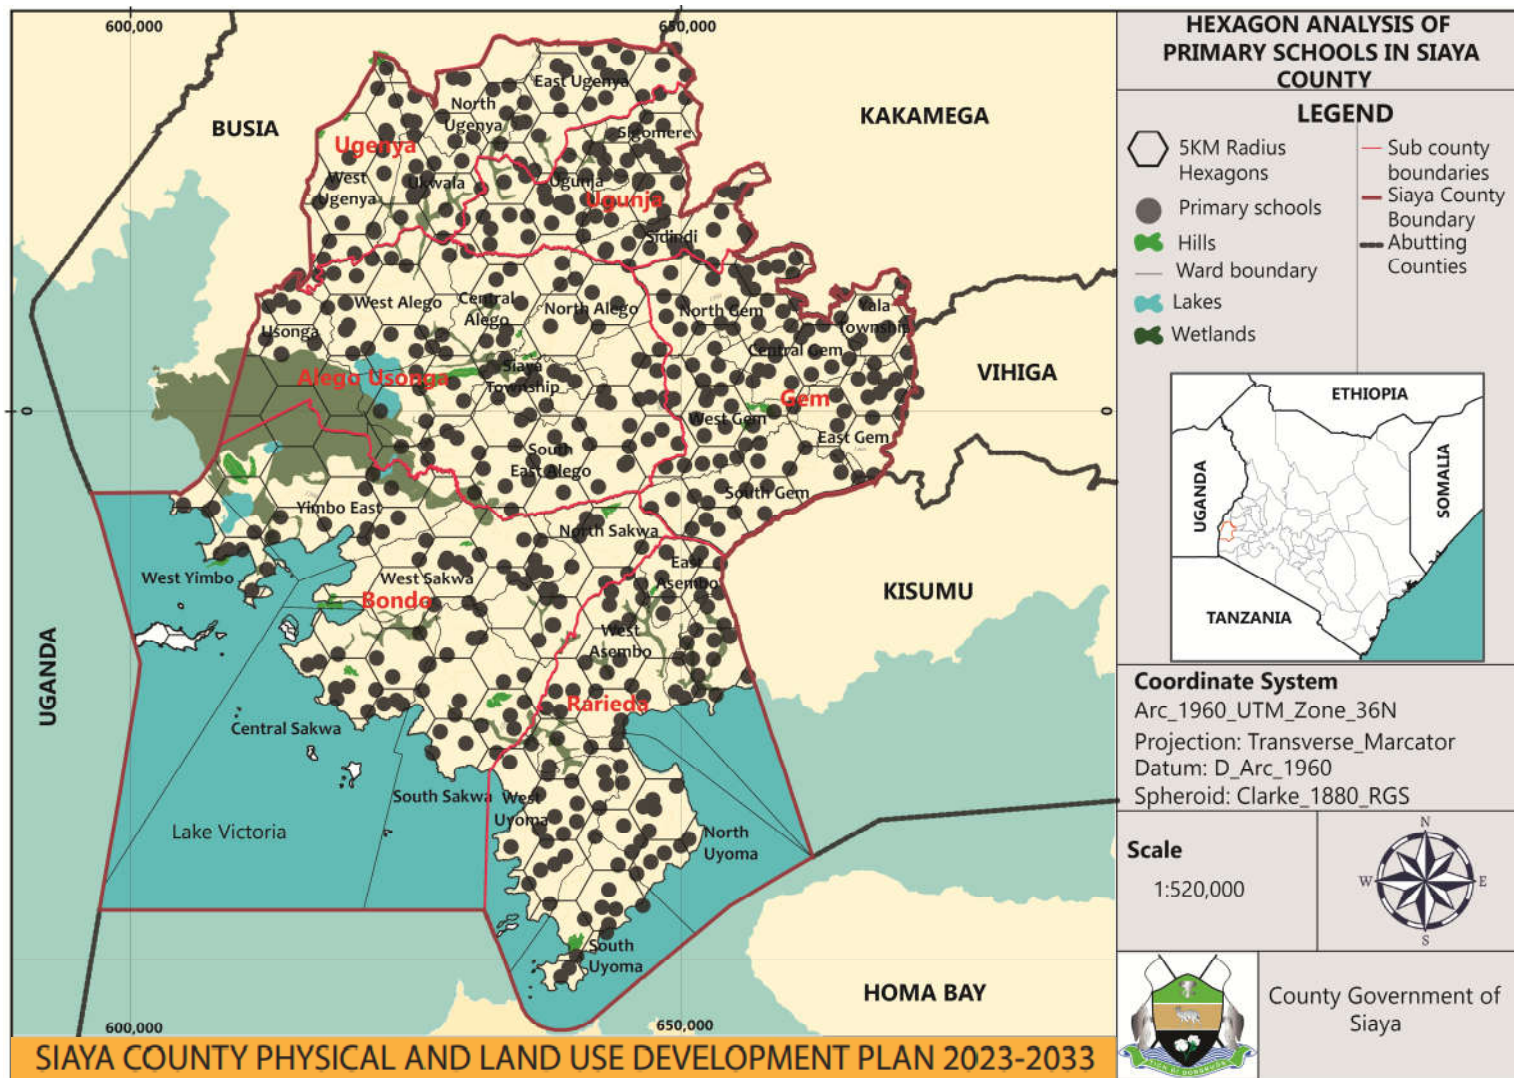 600,000
650,000
BUSIA
KAKAMEGA
East Ugenya
North
Ugenya
Ugenya
Sigomere
West
Ugenya
Ukwala
Ugunja
Ugunja
Sidindi
West Alego
Central
Alego
North Alego
North Gem
Yala
Township
Usonga
Central Gem
VIHIGA
Alego Usonga
Siaya
Township
Gem
0
0
West Gem
East Gem
South
East Alego
South Gem
Yimbo East
North Sakwa
West Yimbo
West Sakwa
East
Asembo
KISUMU
Bondo
West
Asembo
UGANDA
Rarieda
Central Sakwa
South Sakwa
West
Uyoma
Lake Victoria
North
Uyoma
South
Uyoma
HOMA BAY
600,000
650,000
SIAYA COUNTY PHYSICAL AND LAND USE DEVELOPMENT PLAN 2023-2033
HEXAGON ANALYSIS OF
PRIMARY SCHOOLS IN SIAYA
COUNTY
LEGEND
5KM Radius
Hexagons
Primary schools
Hills
Ward boundary
Lakes
Wetlands
Sub county
boundaries
Siaya County
Boundary
Abutting
Counties
ETHIOPIA
UGANDA
SOMALIA
TANZANIA
Coordinate System
Arc_1960_UTM_Zone_36N
Projection: Transverse_Marcator
Datum: D_Arc_1960
Spheroid: Clarke_1880_RGS
Scale
1:520,000
N
W
E
S
County Government of
Siaya